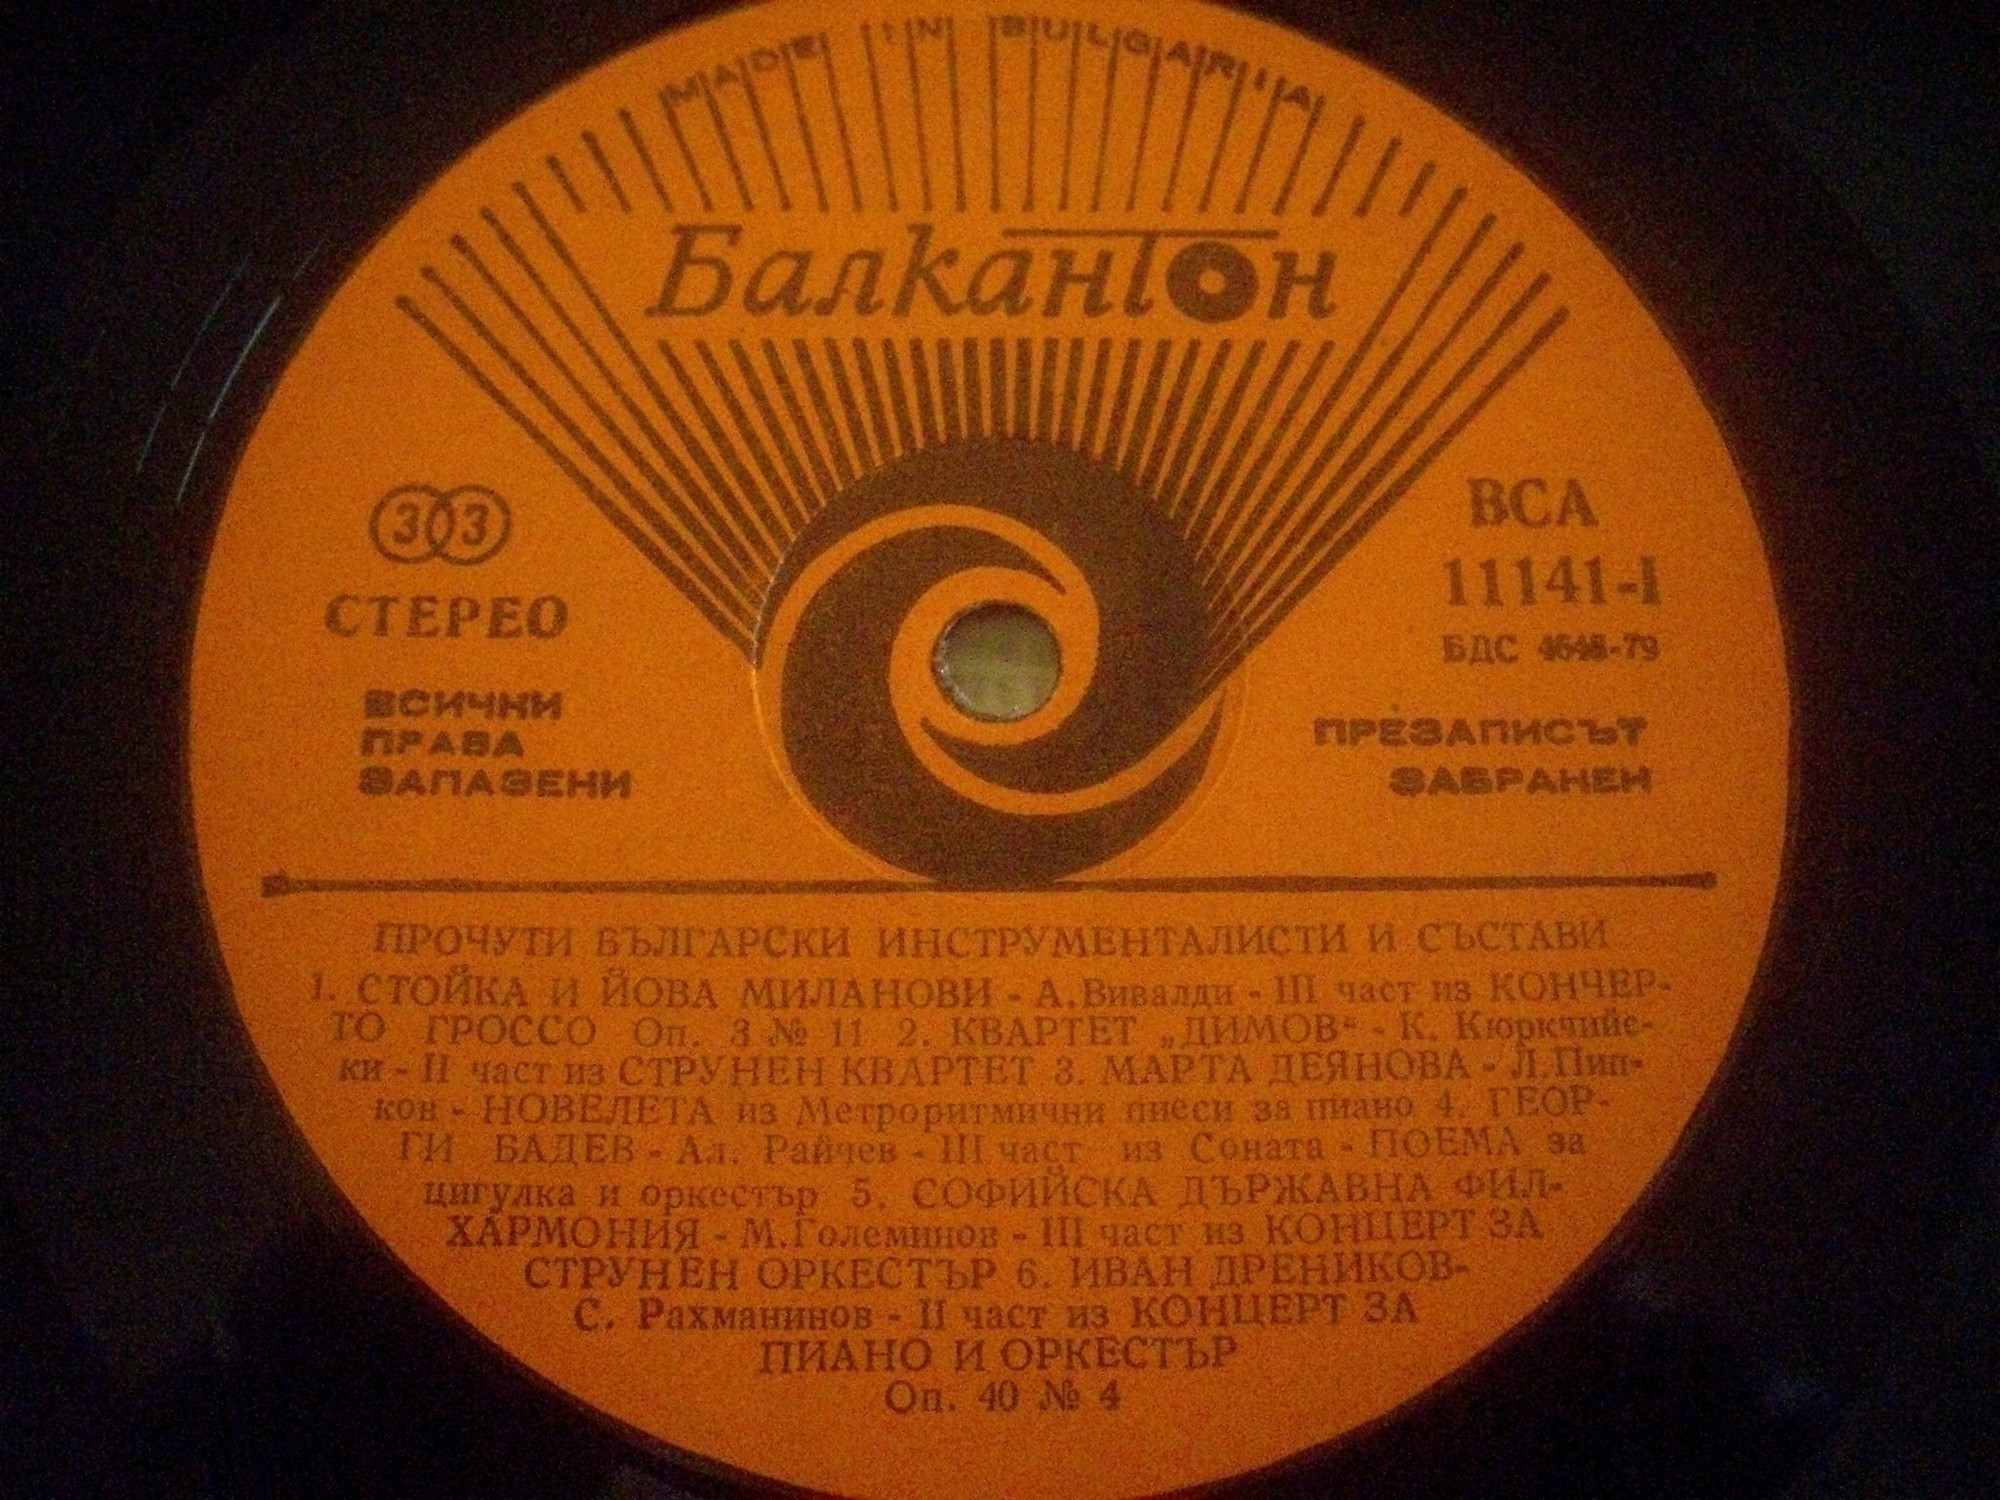 MADE IN BULGARIA
Балкантон
33
СТЕРЕО
ВСИЧКИ
ПРАВА
ЗАПАЗЕНИ
ВСА
11141-I
БДС 4648-79
ПРЕЗАПИСЪТ
ЗАБРАНЕН
ПРОЧУТИ БЪЛГАРСКИ ИНСТРУМЕНТАЛИСТИ И СЪСТАВИ
1. СТОЙКА И ЙОВА МИЛАНОВИ - А.Вивалди - III част из КОНЧЕР-
ТО ГРОССО Оп. 3 № 11 2. КВАРТЕТ „ДИМОВ“ - К. Кюркчийс-
ки - II част из СТРУНЕН КВАРТЕТ 3. МАРТА ДЕЯНОВА - Л.Пип-
ков - НОВЕЛЕТА из Метроритмични пиеси за пиано 4. ГЕОР-
ГИ БАДЕВ - Ал. Райчев - III част из Соната - ПОЕМА за
цигулка и оркестър 5. СОФИЙСКА ДЪРЖАВНА ФИЛ-
ХАРМОНИЯ - М.Големинов - III част из КОНЦЕРТ ЗА
СТРУНЕН ОРКЕСТЪР 6. ИВАН ДРЕНИКОВ-
С. Рахманинов - II част из КОНЦЕРТ ЗА
ПИАНО И ОРКЕСТЪР
Оп. 40 № 4